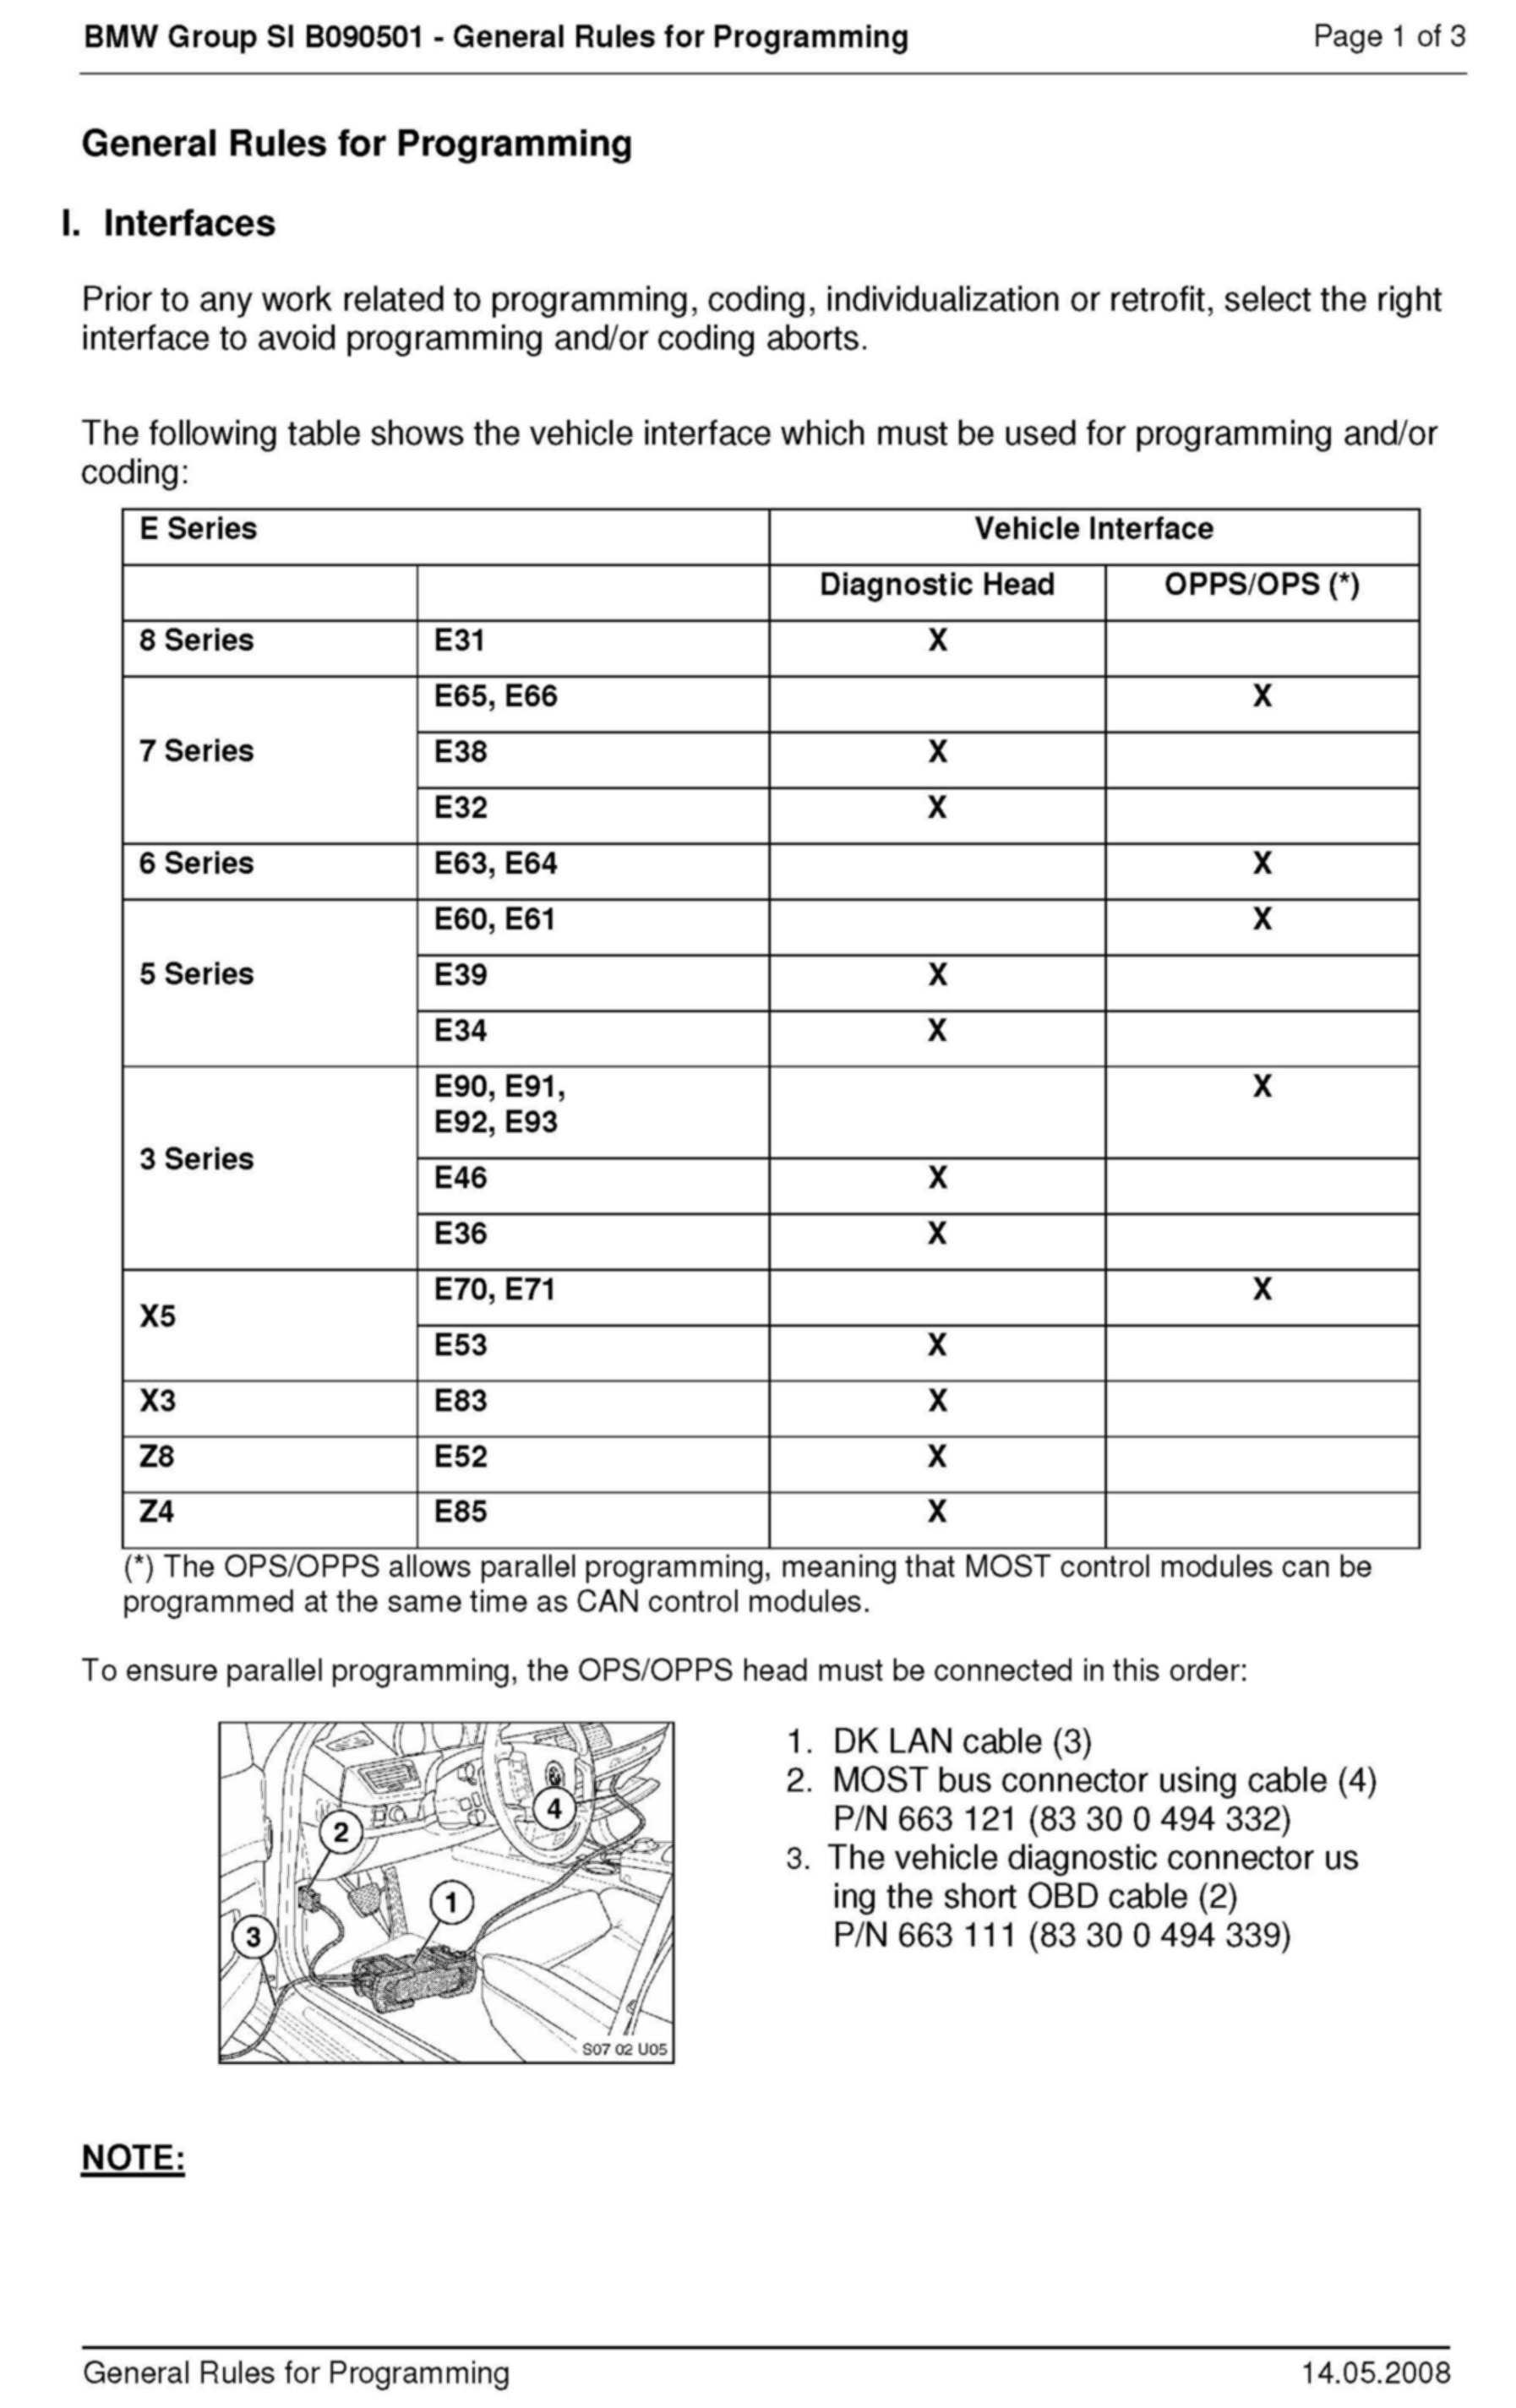 BMW Group SI B090501 - General Rules for Programming Page 1 of 3
General Rules for Programming
I. Interfaces
Prior to any work related to programming, coding, individualization or retrofit, select the right
interface to avoid programming and/or coding aborts.
The following table shows the vehicle interface which must be used for programming and/or
coding:
E Series Vehicle Interface
Diagnostic Head OPPS/OPS (*)
8 Series E31 X
E65, E66 X
7 Series E38 X
E32 X
6 Series E63, E64 X
E60, E61 X
5 Series E39 X
E34 X
E90, E91, X
E92, E93
3 Series
E46 X
E36 X
E70, E71 X
X5
E53 X
X3 E83 X
Z8 E52 X
Z4 E85 X
(*) The OPS/OPPS allows parallel programming, meaning that MOST control modules can be
programmed at the same time as CAN control modules.
To ensure parallel programming, the OPS/OPPS head must be connected in this order:
4
2
1
3
S07 02 U05
1. DK LAN cable (3)
2. MOST bus connector using cable (4)
P/N 663 121 (83 30 0 494 332)
3. The vehicle diagnostic connector us
ing the short OBD cable (2)
P/N 663 111 (83 30 0 494 339)
NOTE:
General Rules for Programming 14.05.2008